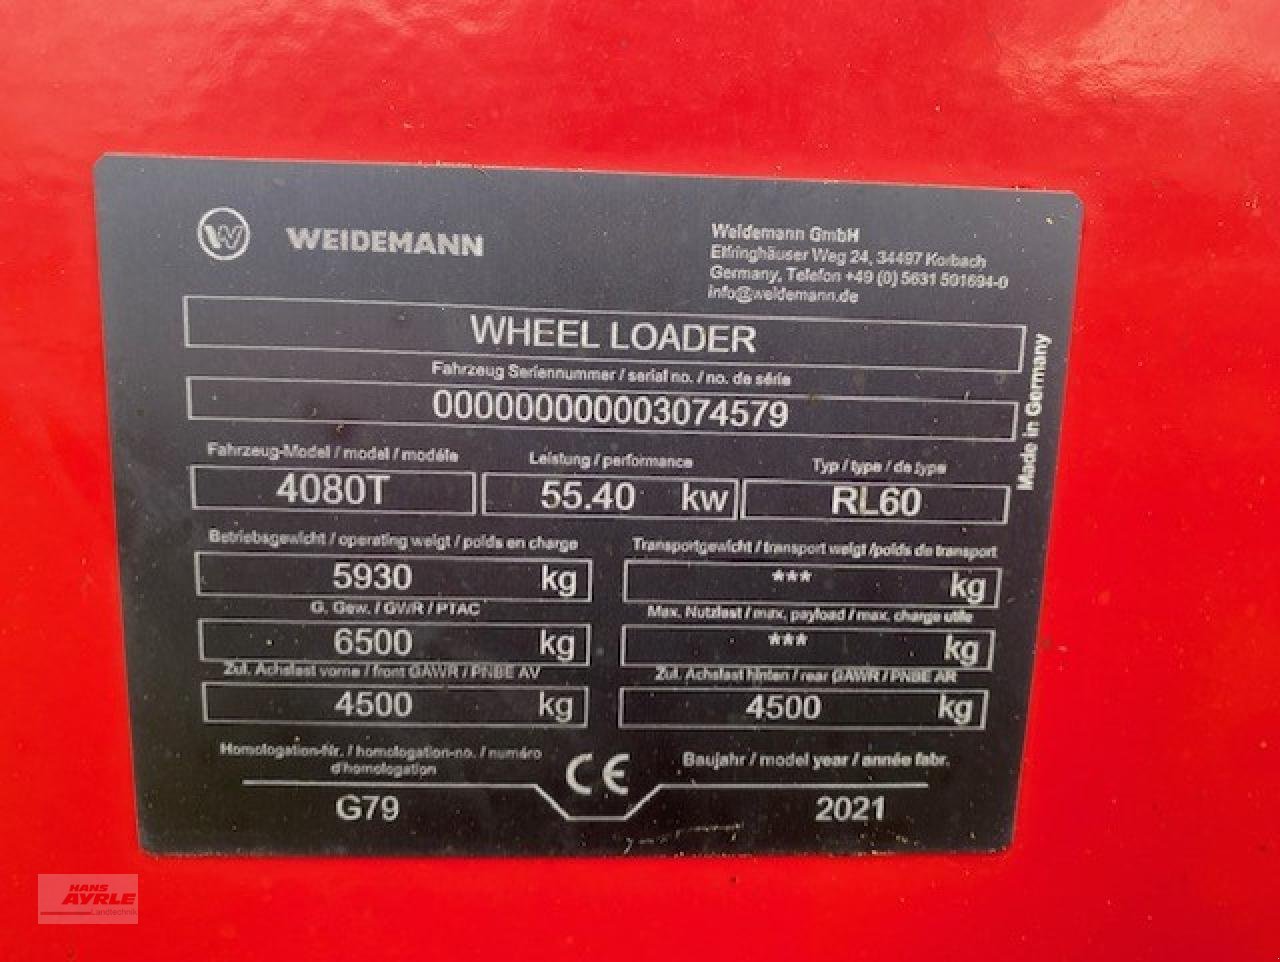 WEIDEMANN
Weidemann GmbH
Elfringhäuser Weg 24, 34497 Korbach
Germany, Telefon +49 (0) 5631 501694-0
info@weidemann.de
WHEEL LOADER
Fahrzeug Seriennummer / serial no. / no. de série
000000000003074579
Made in Germany
Fahrzeug-Model / model / modéle
Leistung / performance
Typ / type / de type
4080T
55.40 kw
RL60
Betriebsgewicht / operating weigt / poids en charge
Transportgewicht / transport weigt /poids de transport
5930 kg
*** kg
G. Gew. / GWR / PTAC
Max. Nutzlast / max. payload / max. charge utile
6500 kg
*** kg
Zul. Achslast vorne / front GAWR / PNBE AV
Zul. Achslast hinten / rear GAWR / PNBE AR
4500 kg
4500 kg
Homologation-Nr. / homologation-no. / numéro
d'homologation
CE
Baujahr / model year / année fabr.
G79
2021
HANS
AYRLE
Landtechnik